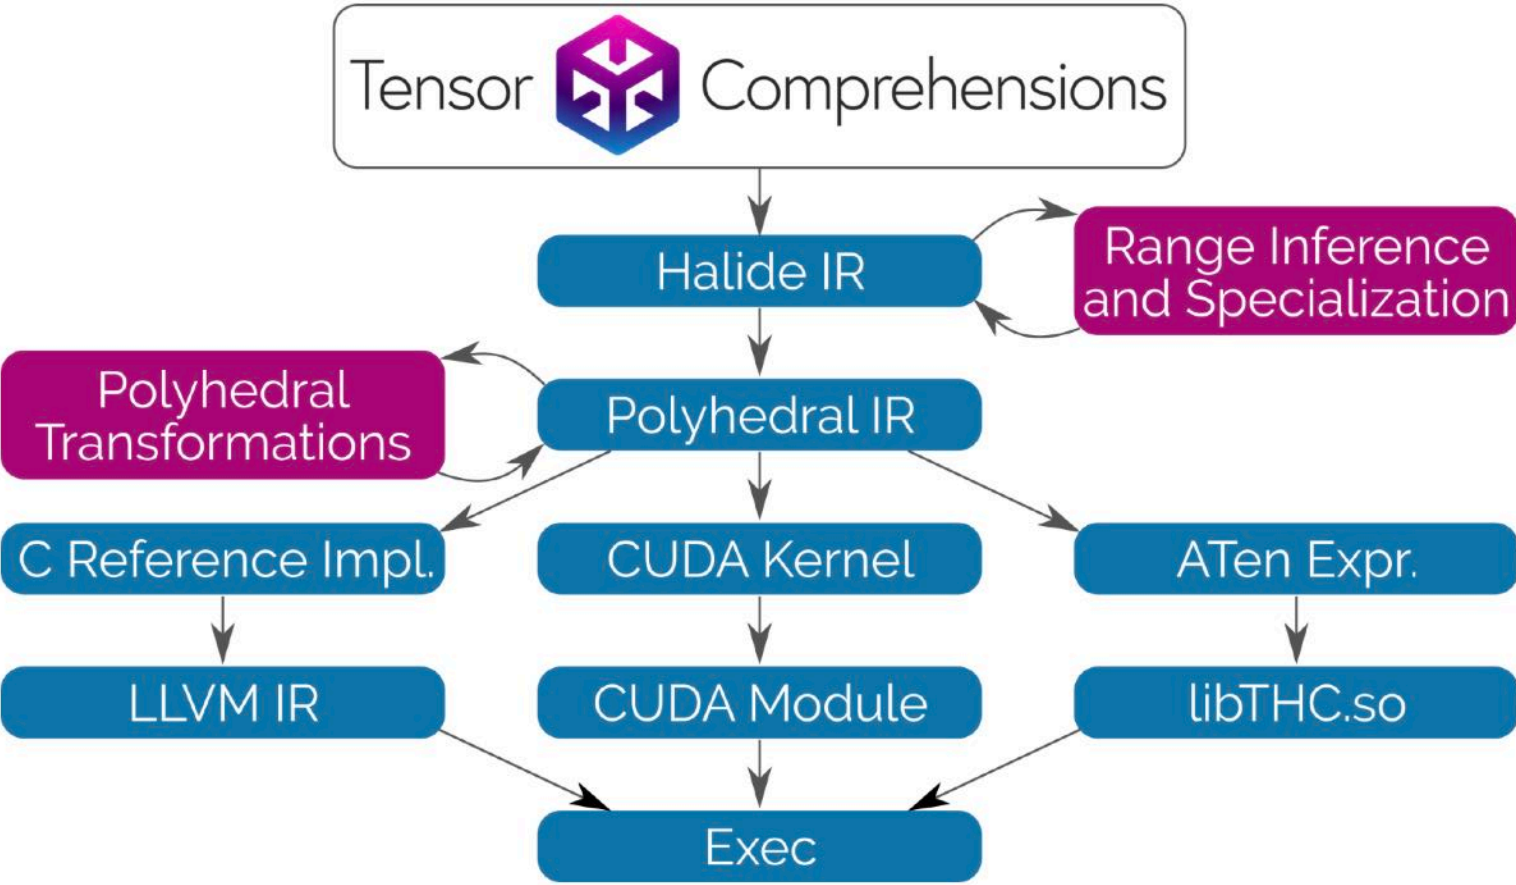 Tensor Comprehensions
Halide IR
Range Inference
and Specialization
Polyhedral
Transformations
Polyhedral IR
C Reference Impl.
CUDA Kernel
ATen Expr.
LLVM IR
CUDA Module
libTHC.so
Exec